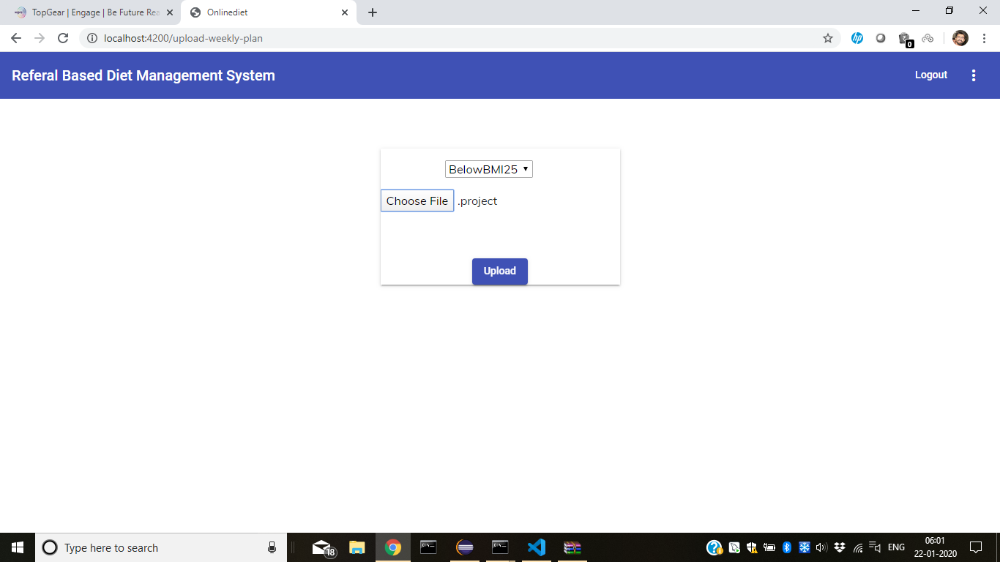 TopGear | Engage | Be Future Rea
Onlinediet
localhost:4200/upload-weekly-plan
0
Referal Based Diet Management System
Logout
BelowBMI25
Choose File .project
Upload
Type here to search
18
ENG
06:01
22-01-2020